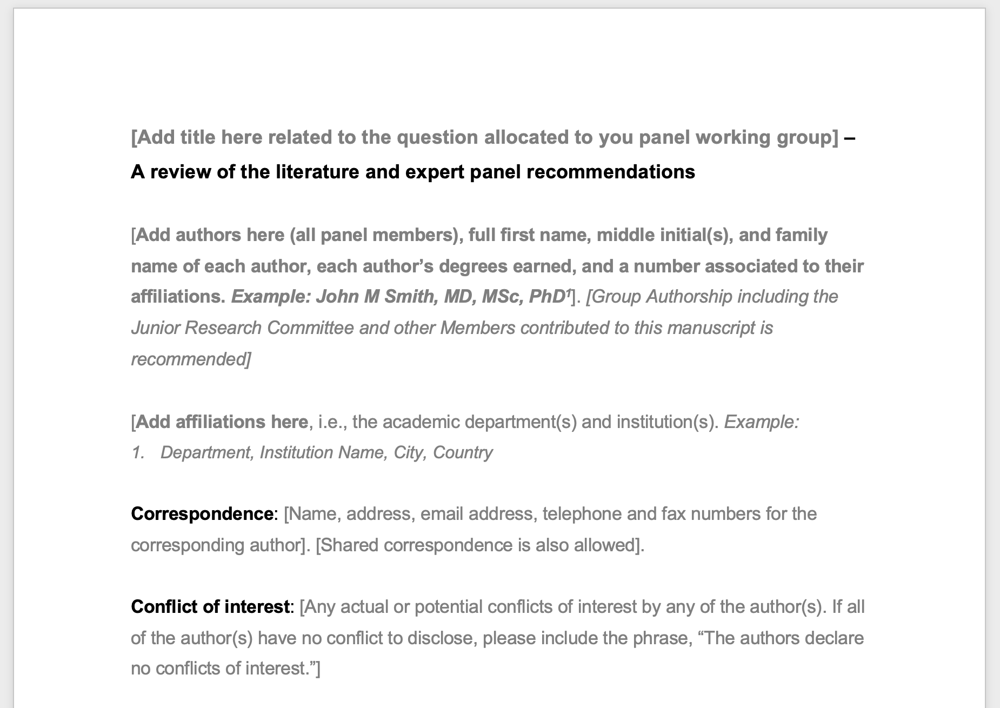 [Add title here related to the question allocated to you panel working group] –
A review of the literature and expert panel recommendations
[Add authors here (all panel members), full first name, middle initial(s), and family
name of each author, each author’s degrees earned, and a number associated to their
affiliations. Example: John M Smith, MD, MSc, PhD¹]. [Group Authorship including the
Junior Research Committee and other Members contributed to this manuscript is
recommended]
[Add affiliations here, i.e., the academic department(s) and institution(s). Example:
1. Department, Institution Name, City, Country
Correspondence: [Name, address, email address, telephone and fax numbers for the
corresponding author]. [Shared correspondence is also allowed].
Conflict of interest: [Any actual or potential conflicts of interest by any of the author(s). If all
of the author(s) have no conflict to disclose, please include the phrase, “The authors declare
no conflicts of interest.”]